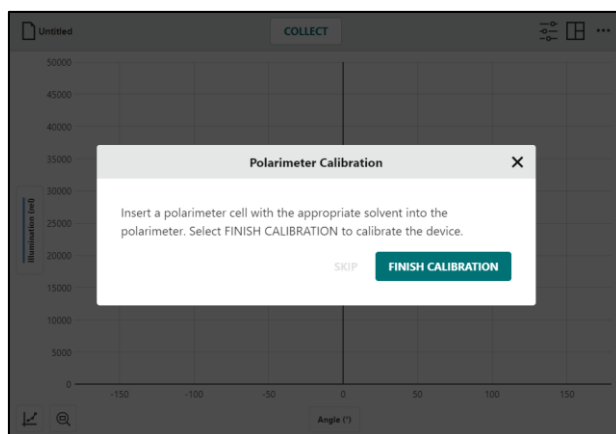 Untitled
COLLECT
50000
45000
40000
35000
30000
25000
20000
15000
10000
5000
0
Illumination (rel)
Polarimeter Calibration
Insert a polarimeter cell with the appropriate solvent into the
polarimeter. Select FINISH CALIBRATION to calibrate the device.
SKIP
FINISH CALIBRATION
-150
-100
-50
0
50
100
150
Angle (°)